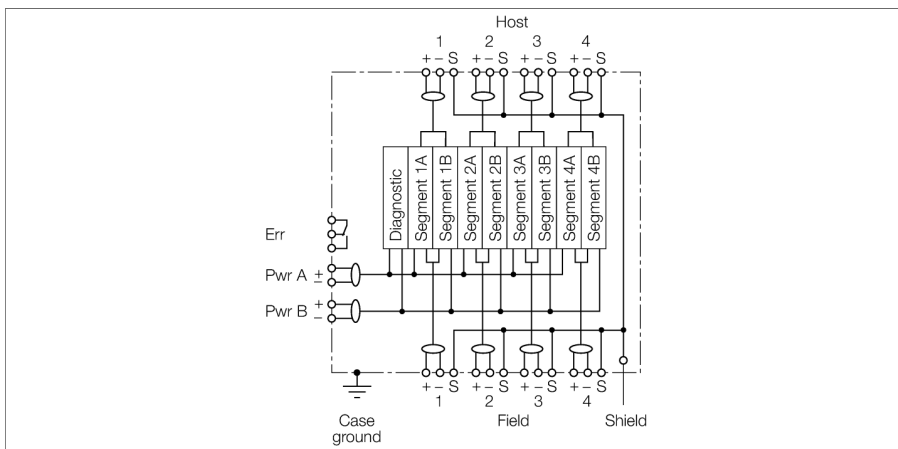 Host
1 2 3 4
+ − S + − S + − S + − S
Diagnostic
Segment 1A
Segment 1B
Segment 2A
Segment 2B
Segment 3A
Segment 3B
Segment 4A
Segment 4B
Err
Pwr A + −
Pwr B + −
+ − S + − S + − S + − S
1 2 3 4
Case
ground
Field
Shield